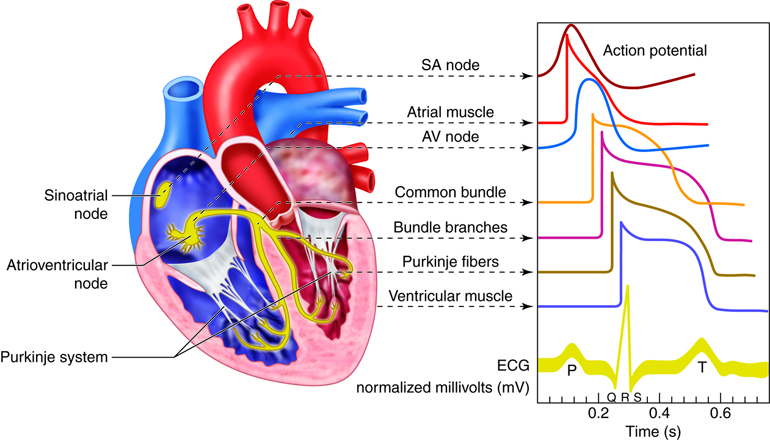 SA node
Action potential
Atrial muscle
AV node
Sinoatrial
node
Common bundle
Bundle branches
Atrioventricular
node
Purkinje fibers
Ventricular muscle
Purkinje system
ECG
normalized millivolts (mV)
P
T
Q R S
0.2 0.4 0.6
Time (s)